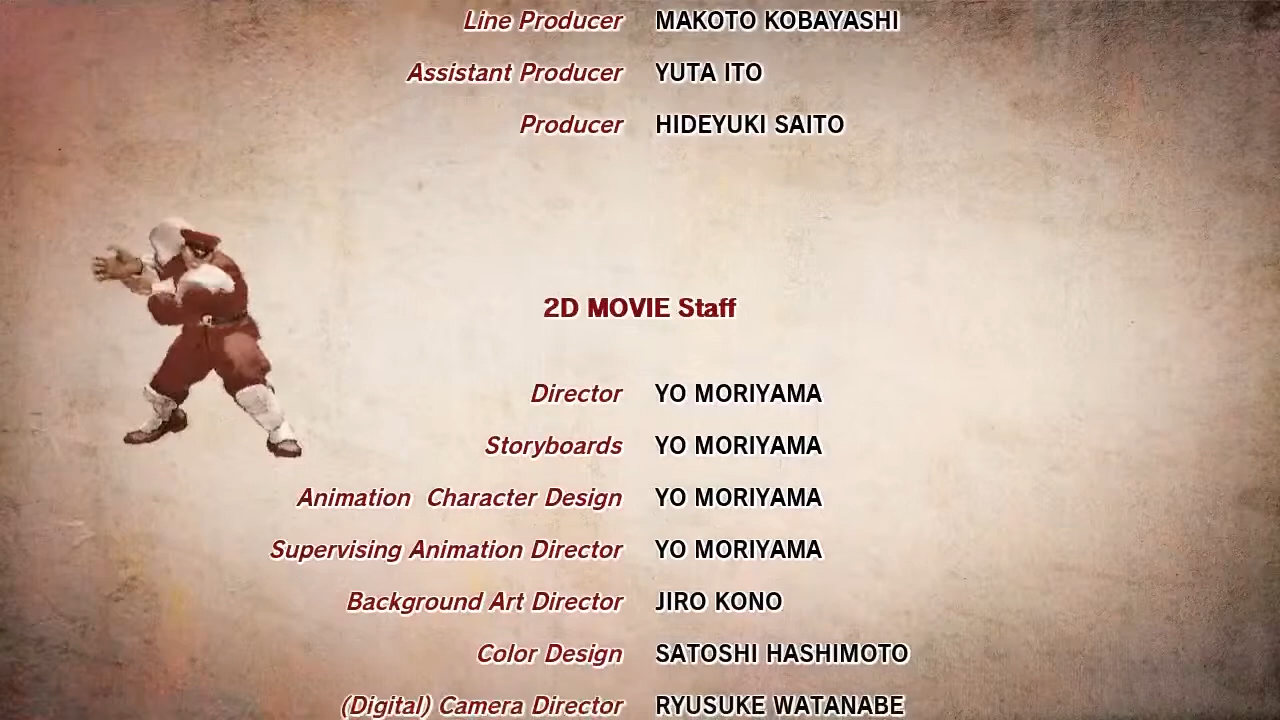 Line Producer MAKOTO KOBAYASHI
Assistant Producer YUTA ITO
Producer HIDEYUKI SAITO
2D MOVIE Staff
Director YO MORIYAMA
Storyboards YO MORIYAMA
Animation Character Design YO MORIYAMA
Supervising Animation Director YO MORIYAMA
Background Art Director JIRO KONO
Color Design SATOSHI HASHIMOTO
(Digital) Camera Director RYUSUKE WATANABE